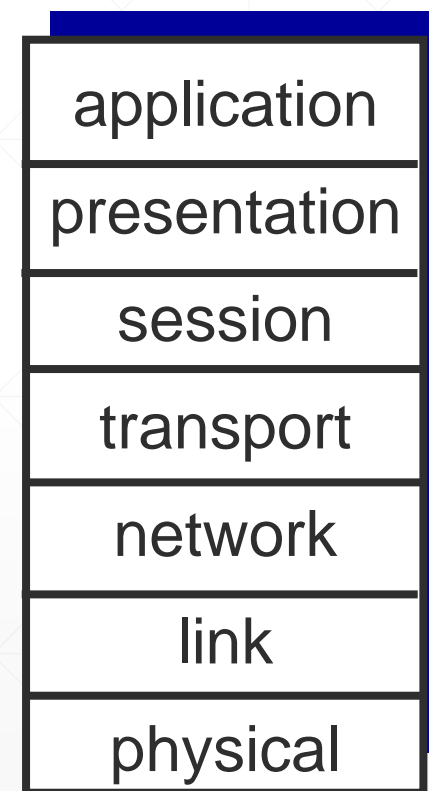 application
presentation
session
transport
network
link
physical